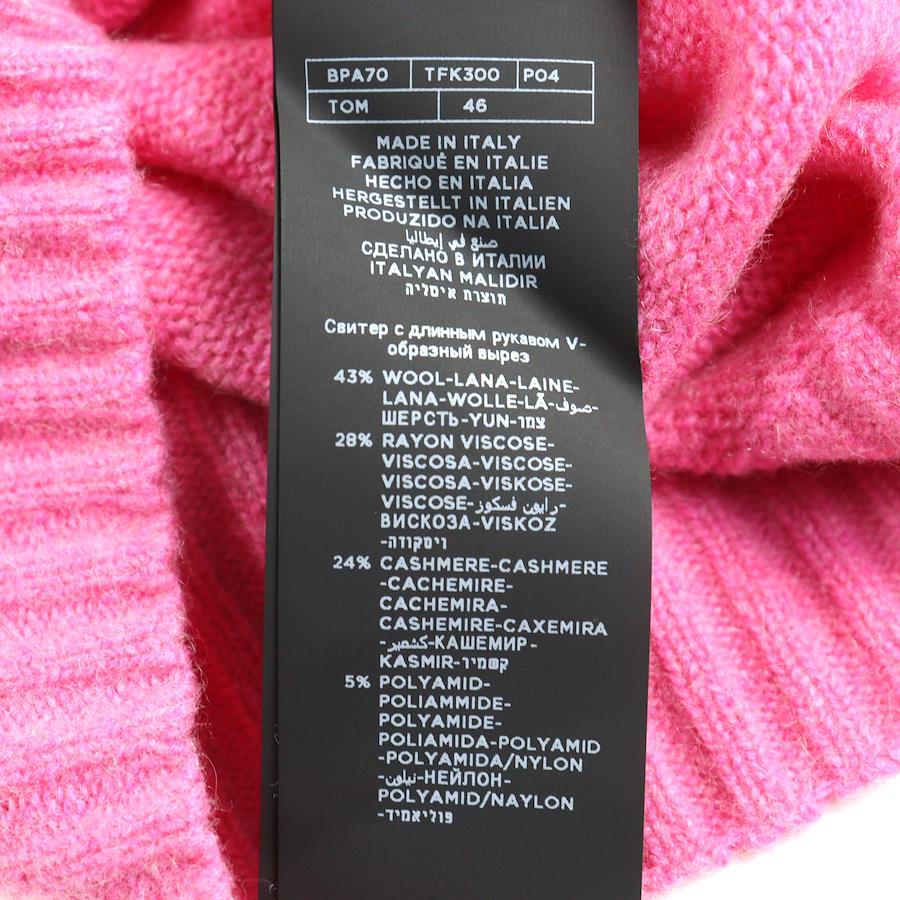 BPA70 TFK300 P04
TOM 46
MADE IN ITALY
FABRIQUÉ EN ITALIE
HECHO EN ITALIA
HERGESTELLT IN ITALIEN
PRODUZIDO NA ITALIA
صنع في إيطاليا
СДЕЛАНО В ИТАЛИИ
ITALYAN MALIDIR
תוצרת איטליה
Свитер с длинным рукавом V-
образный вырез
43% WOOL-LANA-LAINE-
LANA-WOLLE-LÃ-صوف-
ШЕРСТЬ-YUN-צמר
28% RAYON VISCOSE-
VISCOSA-VISCOSE-
VISCOSA-VISKOSE-
VISCOSE-رايون فسكوز-
ВИСКОЗА-VISKOZ
-ויסקוזה
24% CASHMERE-CASHMERE
-CACHEMIRE-
CACHEMIRA-
CASHEMIRE-CAXEMIRA
-كشمير-КАШЕМИР-
KASMIR-קשמיר
5% POLYAMID-
POLIAMMIDE-
POLYAMIDE-
POLIAMIDA-POLYAMID
-POLYAMIDA/NYLON
-نيلون-НЕЙЛОН-
POLYAMID/NAYLON
-פוליאמיד